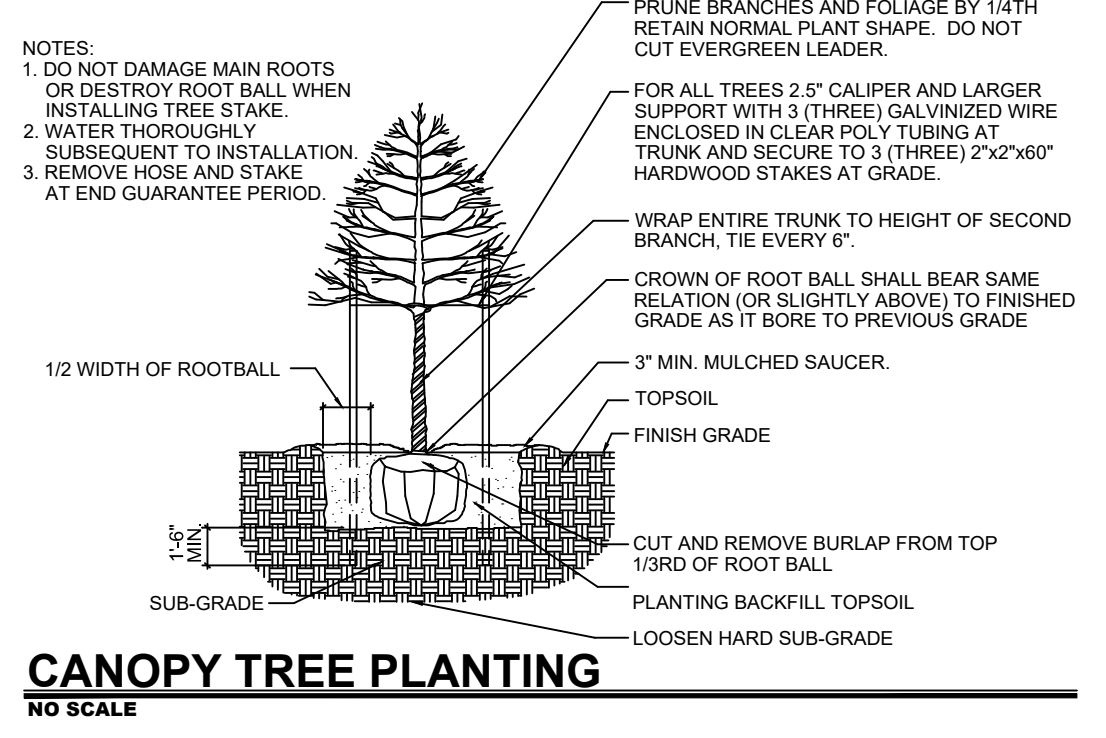 NOTES:
1. DO NOT DAMAGE MAIN ROOTS
OR DESTROY ROOT BALL WHEN
INSTALLING TREE STAKE.
2. WATER THOROUGHLY
SUBSEQUENT TO INSTALLATION.
3. REMOVE HOSE AND STAKE
AT END GUARANTEE PERIOD.
PRUNE BRANCHES AND FOLIAGE BY 1/4TH
RETAIN NORMAL PLANT SHAPE. DO NOT
CUT EVERGREEN LEADER.
FOR ALL TREES 2.5" CALIPER AND LARGER
SUPPORT WITH 3 (THREE) GALVINIZED WIRE
ENCLOSED IN CLEAR POLY TUBING AT
TRUNK AND SECURE TO 3 (THREE) 2"x2"x60"
HARDWOOD STAKES AT GRADE.
WRAP ENTIRE TRUNK TO HEIGHT OF SECOND
BRANCH, TIE EVERY 6".
CROWN OF ROOT BALL SHALL BEAR SAME
RELATION (OR SLIGHTLY ABOVE) TO FINISHED
GRADE AS IT BORE TO PREVIOUS GRADE
3" MIN. MULCHED SAUCER.
1/2 WIDTH OF ROOTBALL
TOPSOIL
FINISH GRADE
1'-6"
MIN.
CUT AND REMOVE BURLAP FROM TOP
1/3RD OF ROOT BALL
SUB-GRADE
PLANTING BACKFILL TOPSOIL
LOOSEN HARD SUB-GRADE
CANOPY TREE PLANTING
NO SCALE